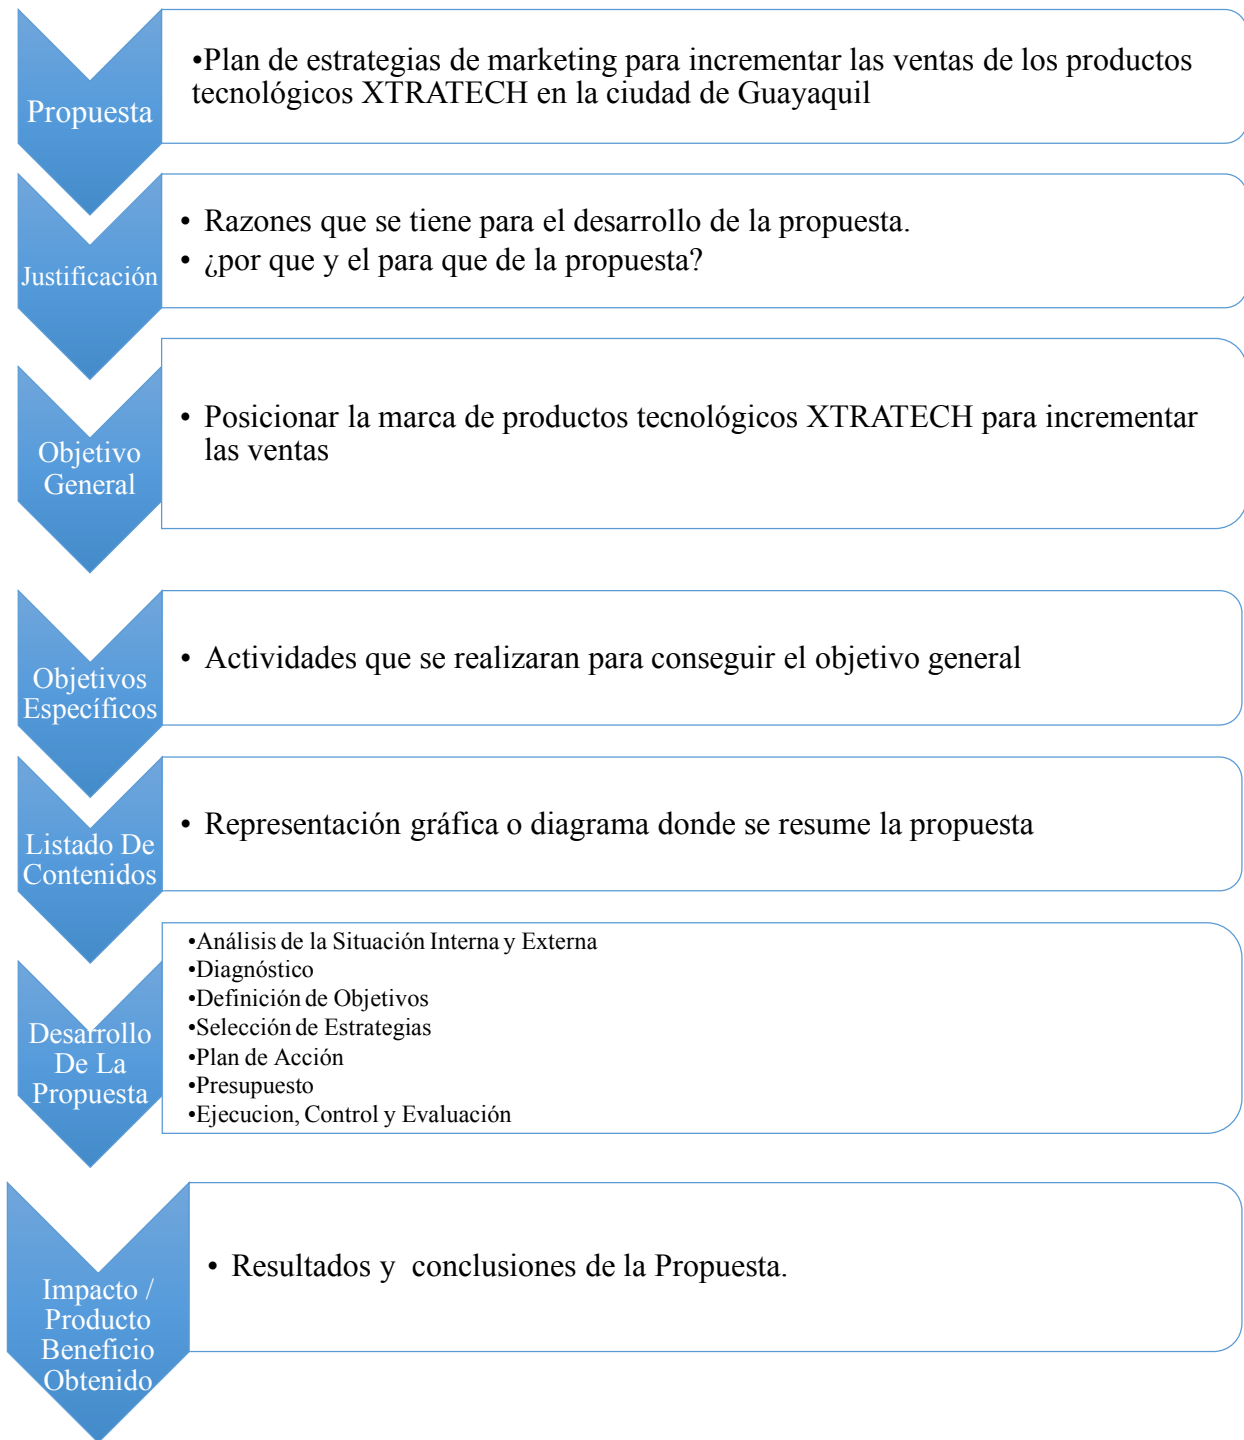 Propuesta
•Plan de estrategias de marketing para incrementar las ventas de los productos
tecnológicos XTRATECH en la ciudad de Guayaquil
Justificación
• Razones que se tiene para el desarrollo de la propuesta.
• ¿por que y el para que de la propuesta?
Objetivo
General
• Posicionar la marca de productos tecnológicos XTRATECH para incrementar
las ventas
Objetivos
Específicos
• Actividades que se realizaran para conseguir el objetivo general
Listado De
Contenidos
• Representación gráfica o diagrama donde se resume la propuesta
Desarrollo
De La
Propuesta
•Análisis de la Situación Interna y Externa
•Diagnóstico
•Definición de Objetivos
•Selección de Estrategias
•Plan de Acción
•Presupuesto
•Ejecucion, Control y Evaluación
Impacto /
Producto
Beneficio
Obtenido
• Resultados y  conclusiones de la Propuesta.